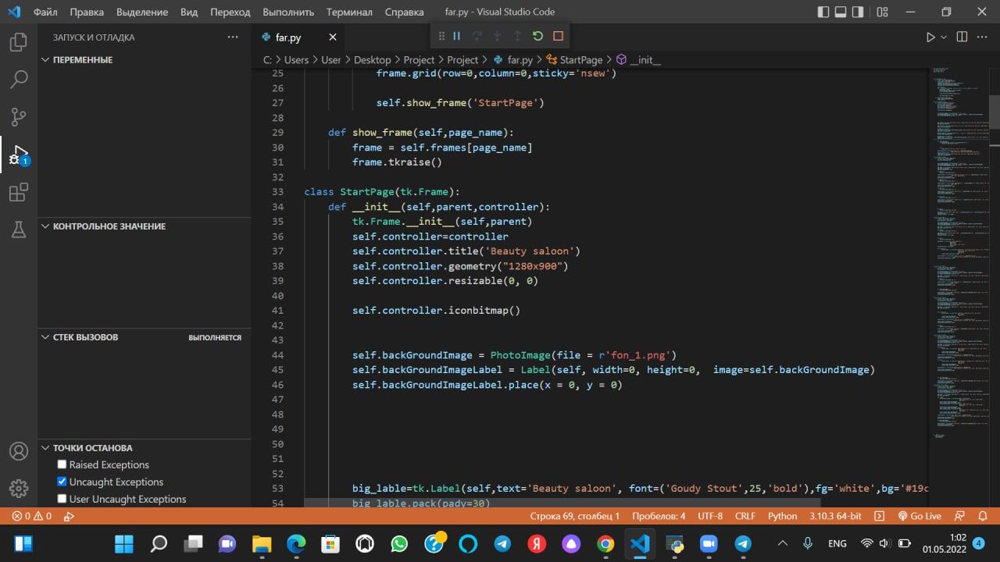 Файл Правка Выделение Вид Переход Выполнить Терминал Справка far.py - Visual Studio Code
ЗАПУСК И ОТЛАДКА
far.py
ПЕРЕМЕННЫЕ
C: > Users > User > Desktop > Project > Project > far.py > StartPage > __init__
25 frame.grid(row=0,column=0,sticky='nsew')
26
27 self.show_frame('StartPage')
28
29 def show_frame(self,page_name):
30 frame = self.frames[page_name]
31 frame.tkraise()
32
33 class StartPage(tk.Frame):
34 def __init__(self,parent,controller):
35 tk.Frame.__init__(self,parent)
36 self.controller=controller
37 self.controller.title('Beauty saloon')
38 self.controller.geometry("1280x900")
39 self.controller.resizable(0, 0)
40
41 self.controller.iconbitmap()
42
43
44 self.backGroundImage = PhotoImage(file = r'fon_1.png')
45 self.backGroundImageLabel = Label(self, width=0, height=0, image=self.backGroundImage)
46 self.backGroundImageLabel.place(x = 0, y = 0)
47
48
49
50
51
52
53 big_lable=tk.Label(self,text='Beauty saloon', font=('Goudy Stout',25,'bold'),fg='white',bg='#19c
54 big_lable.pack(pady=30)
1
КОНТРОЛЬНОЕ ЗНАЧЕНИЕ
СТЕК ВЫЗОВОВ ВЫПОЛНЯЕТСЯ
ТОЧКИ ОСТАНОВА
Raised Exceptions
Uncaught Exceptions
User Uncaught Exceptions
0 0 Строка 69, столбец 1 Пробелов: 4 UTF-8 CRLF Python 3.10.3 64-bit Go Live
ENG 1:02
01.05.2022 4